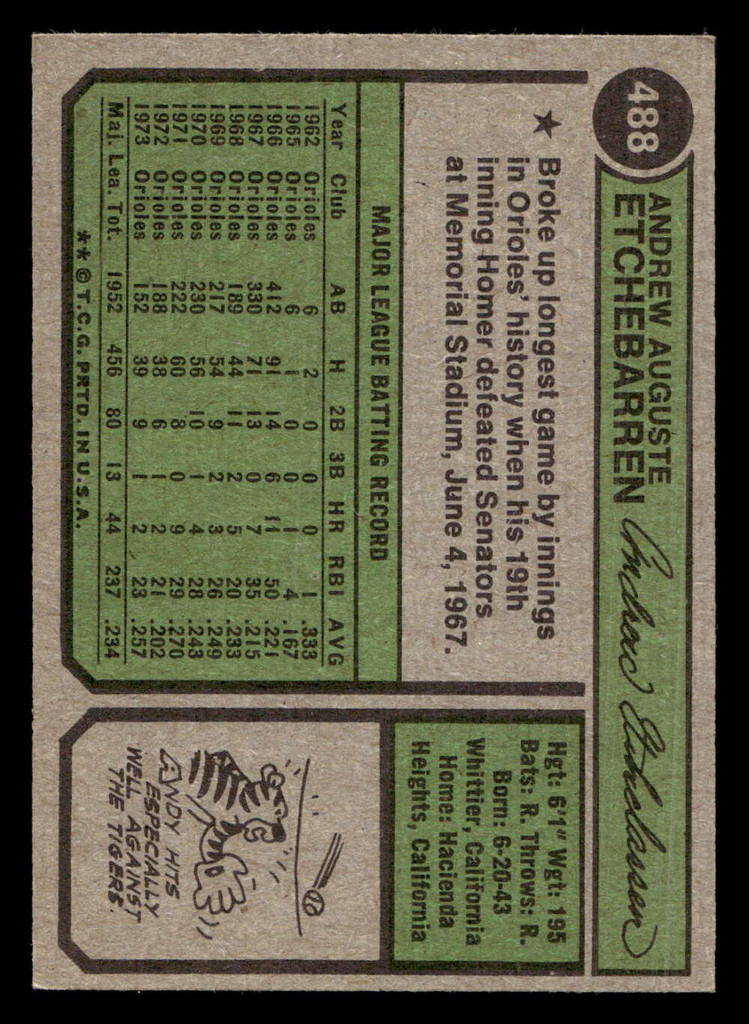 488
ANDREW AUGUSTE
ETCHEBARREN
Andrew Etchebarren
★ Broke up longest game by innings
in Orioles' history when his 19th
inning Homer defeated Senators
at Memorial Stadium, June 4, 1967.
MAJOR LEAGUE BATTING RECORD
Year Club AB H 2B 3B HR RBI AVG
1962 Orioles 6 2 0 0 0 1 .333
1965 Orioles 6 1 0 0 1 4 .167
1966 Orioles 412 91 14 6 11 50 .221
1967 Orioles 330 71 13 0 7 35 .215
1968 Orioles 189 44 11 2 5 20 .233
1969 Orioles 217 54 9 2 3 26 .249
1970 Orioles 230 56 10 1 4 28 .243
1971 Orioles 222 60 8 0 9 29 .270
1972 Orioles 188 38 6 1 2 21 .202
1973 Orioles 152 39 9 1 2 23 .257
Maj. Lea. Tot. 1952 456 80 13 44 237 .234
** © T.C.G. PRTD. IN U.S.A.
Hgt: 6'1" Wgt: 195
Bats: R. Throws: R.
Born: 6-20-43
Whittier, California
Home: Hacienda
Heights, California
ANDY HITS
ESPECIALLY
WELL AGAINST
THE TIGERS.